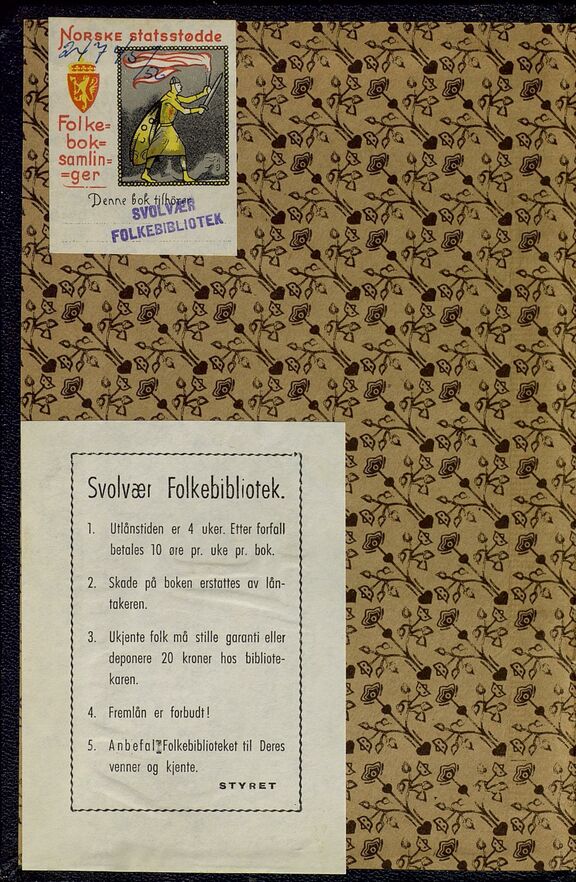 NORSKE statsstødde
Folke=
bok=
samlin=
=ger
Denne bok tilhører
SVOLVÆR
FOLKEBIBLIOTEK
Svolvær Folkebibliotek.
1. Utlånstiden er 4 uker. Etter forfall
betales 10 øre pr. uke pr. bok.
2. Skade på boken erstattes av lån-
takeren.
3. Ukjente folk må stille garanti eller
deponere 20 kroner hos bibliote-
karen.
4. Fremlån er forbudt!
5. Anbefal Folkebiblioteket til Deres
venner og kjente.
STYRET